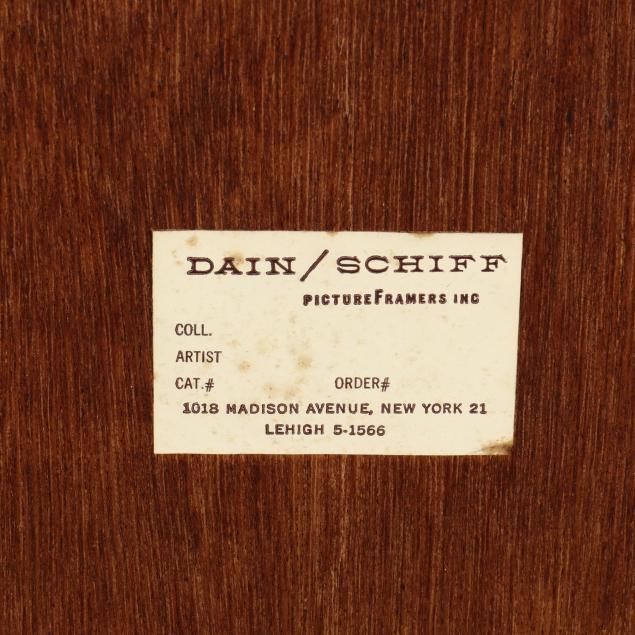 DAIN/SCHIFF
PICTUREFRAMERS INC
COLL.
ARTIST
CAT.# ORDER#
1018 MADISON AVENUE, NEW YORK 21
LEHIGH 5-1566